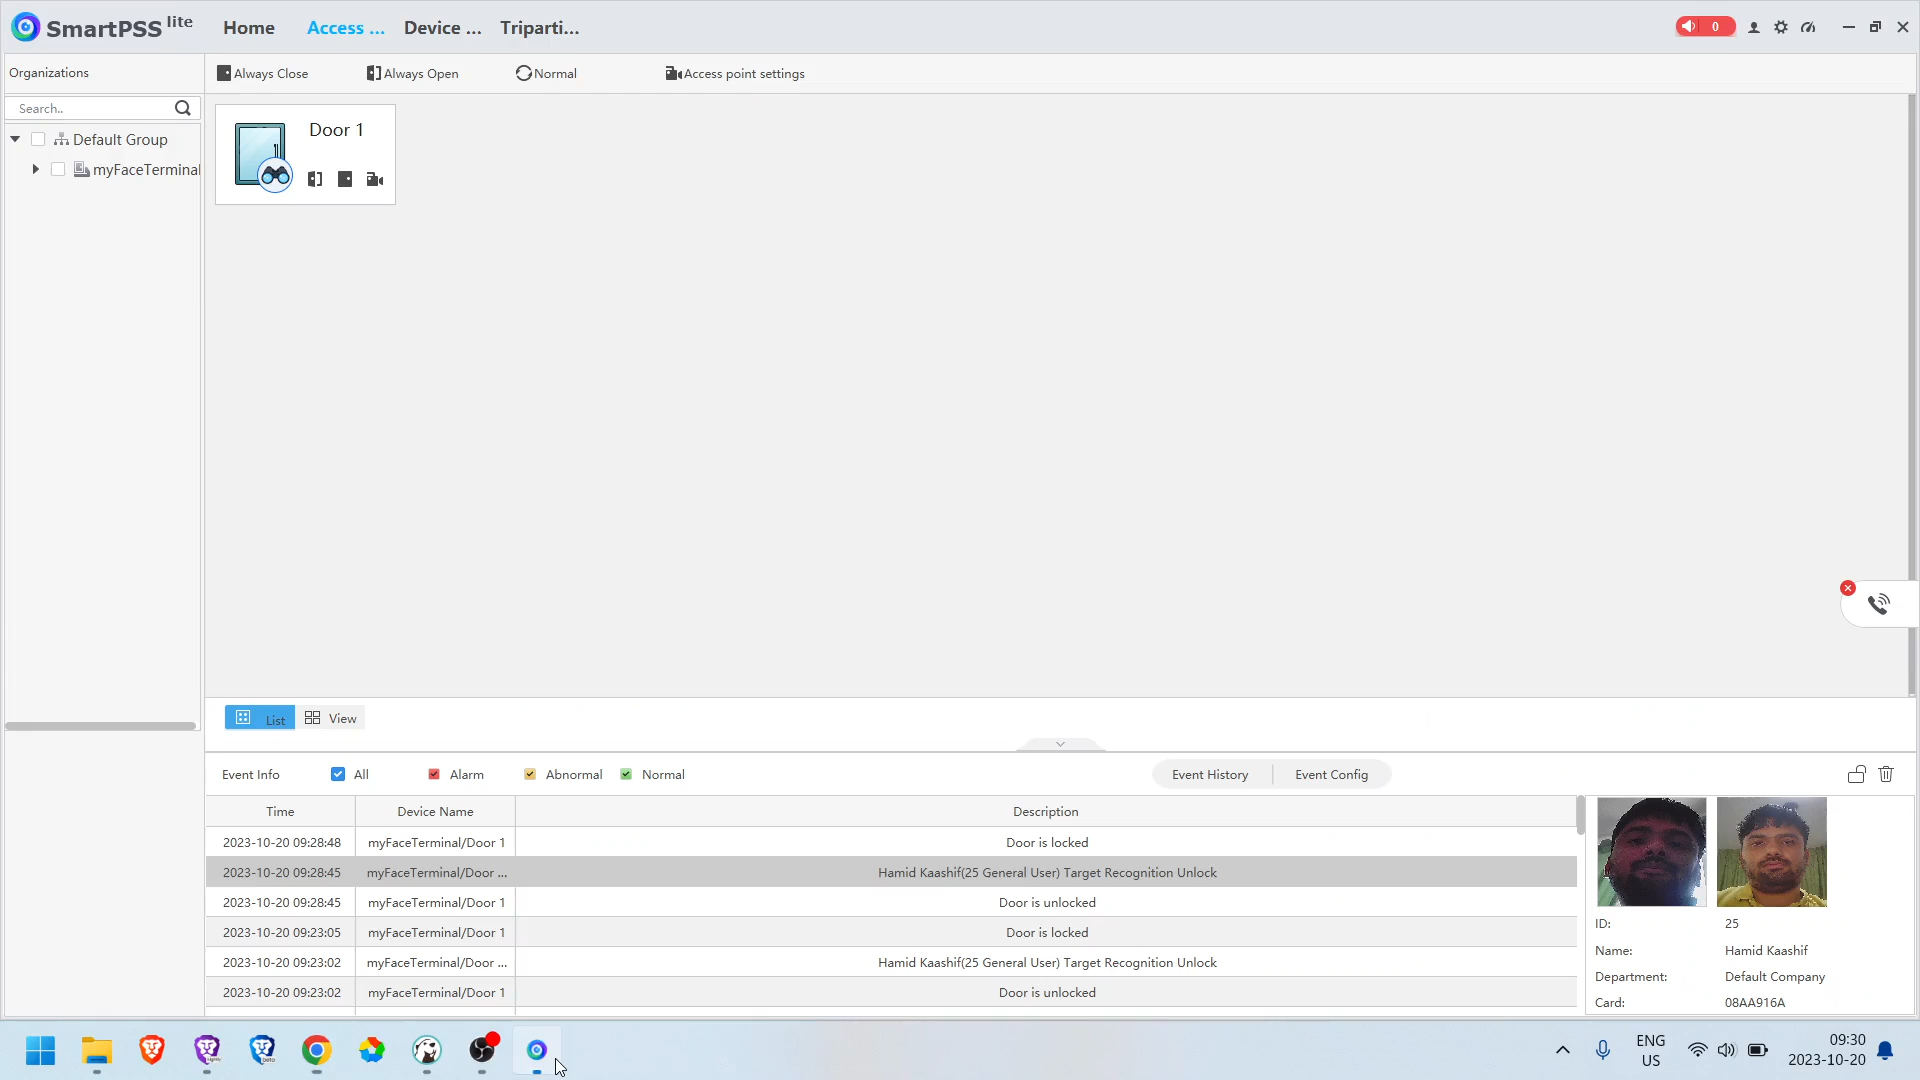 SmartPSS lite
Home
Access ...
Device ...
Triparti...
0
Organizations
Always Close
Always Open
Normal
Access point settings
Search..
Default Group
myFaceTerminal
Door 1
List
View
Event Info
All
Alarm
Abnormal
Normal
Event History
Event Config
Time
Device Name
Description
2023-10-20 09:28:48
myFaceTerminal/Door 1
Door is locked
2023-10-20 09:28:45
myFaceTerminal/Door ...
Hamid Kaashif(25 General User) Target Recognition Unlock
2023-10-20 09:28:45
myFaceTerminal/Door 1
Door is unlocked
2023-10-20 09:23:05
myFaceTerminal/Door 1
Door is locked
2023-10-20 09:23:02
myFaceTerminal/Door ...
Hamid Kaashif(25 General User) Target Recognition Unlock
2023-10-20 09:23:02
myFaceTerminal/Door 1
Door is unlocked
ID:
25
Name:
Hamid Kaashif
Department:
Default Company
Card:
08AA916A
ENG
US
09:30
2023-10-20